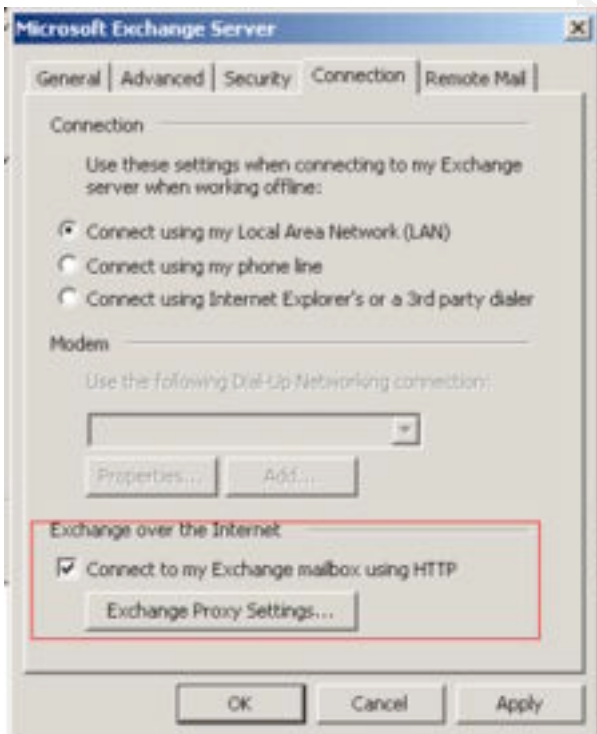 Microsoft Exchange Server
General Advanced Security Connection Remote Mail
Connection
Use these settings when connecting to my Exchange
server when working offline:
Connect using my Local Area Network (LAN)
Connect using my phone line
Connect using Internet Explorer's or a 3rd party dialer
Modem
Use the following Dial-Up Networking connection:
Properties... Add...
Exchange over the Internet
Connect to my Exchange mailbox using HTTP
Exchange Proxy Settings...
OK Cancel Apply